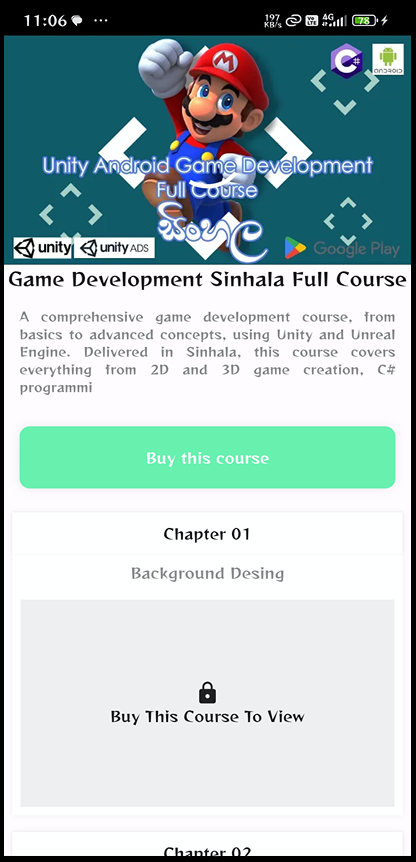 11:06
197
KB/s
Vo
LTE
4G
78
C#
ANDROID
M
Unity Android Game Development
Full Course
සිංහල
unity
unity ADS
Google Play
Game Development Sinhala Full Course
A comprehensive game development course, from
basics to advanced concepts, using Unity and Unreal
Engine. Delivered in Sinhala, this course covers
everything from 2D and 3D game creation, C#
programmi
Buy this course
Chapter 01
Background Desing
Buy This Course To View
Chapter 02